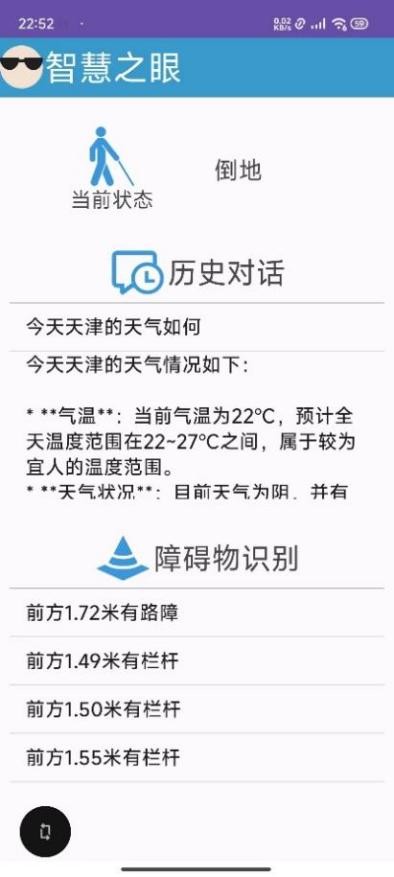 22:52
0.02
KB/s
59
智慧之眼
倒地
当前状态
历史对话
今天天津的天气如何
今天天津的天气情况如下：
* **气温**：当前气温为22℃，预计全
天温度范围在22~27℃之间，属于较为
宜人的温度范围。
* **天气状况**：目前天气为阴，并有
障碍物识别
前方1.72米有路障
前方1.49米有栏杆
前方1.50米有栏杆
前方1.55米有栏杆